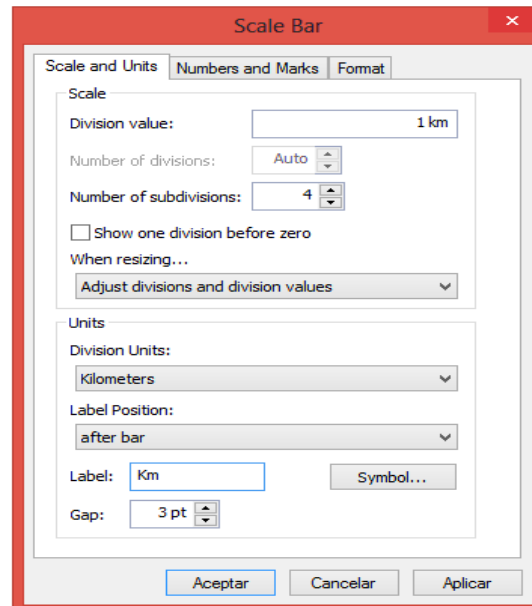 Scale Bar
×
Scale and Units Numbers and Marks Format
Scale
Division value: 1 km
Number of divisions: Auto
Number of subdivisions: 4
Show one division before zero
When resizing...
Adjust divisions and division values
Units
Division Units:
Kilometers
Label Position:
after bar
Label: Km Symbol...
Gap: 3 pt
Aceptar Cancelar Aplicar